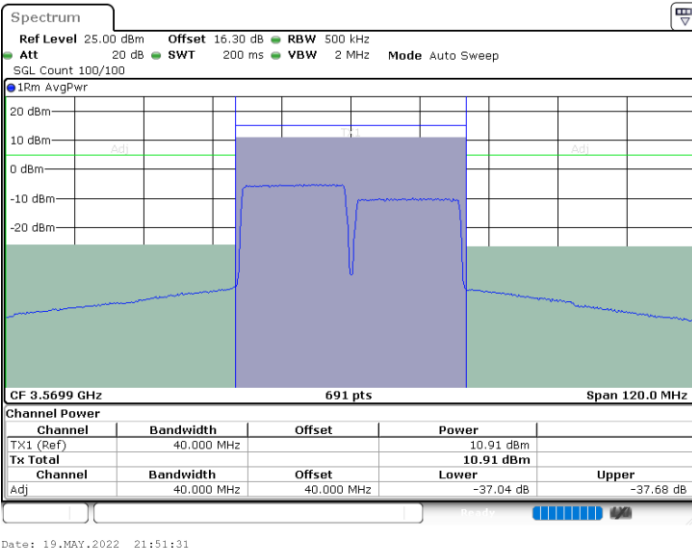 Spectrum
Ref Level 25.00 dBm Offset 16.30 dB RBW 500 kHz
Att 20 dB SWT 200 ms VBW 2 MHz Mode Auto Sweep
SGL Count 100/100
1Rm AvgPwr
20 dBm
TX1
10 dBm
Adj Adj
0 dBm
-10 dBm
-20 dBm
CF 3.5699 GHz 691 pts Span 120.0 MHz
Channel Power
Channel Bandwidth Offset Power
TX1 (Ref) 40.000 MHz 10.91 dBm
Tx Total 10.91 dBm
Channel Bandwidth Offset Lower Upper
Adj 40.000 MHz 40.000 MHz -37.04 dB -37.68 dB
Ready
Date: 19.MAY.2022 21:51:31